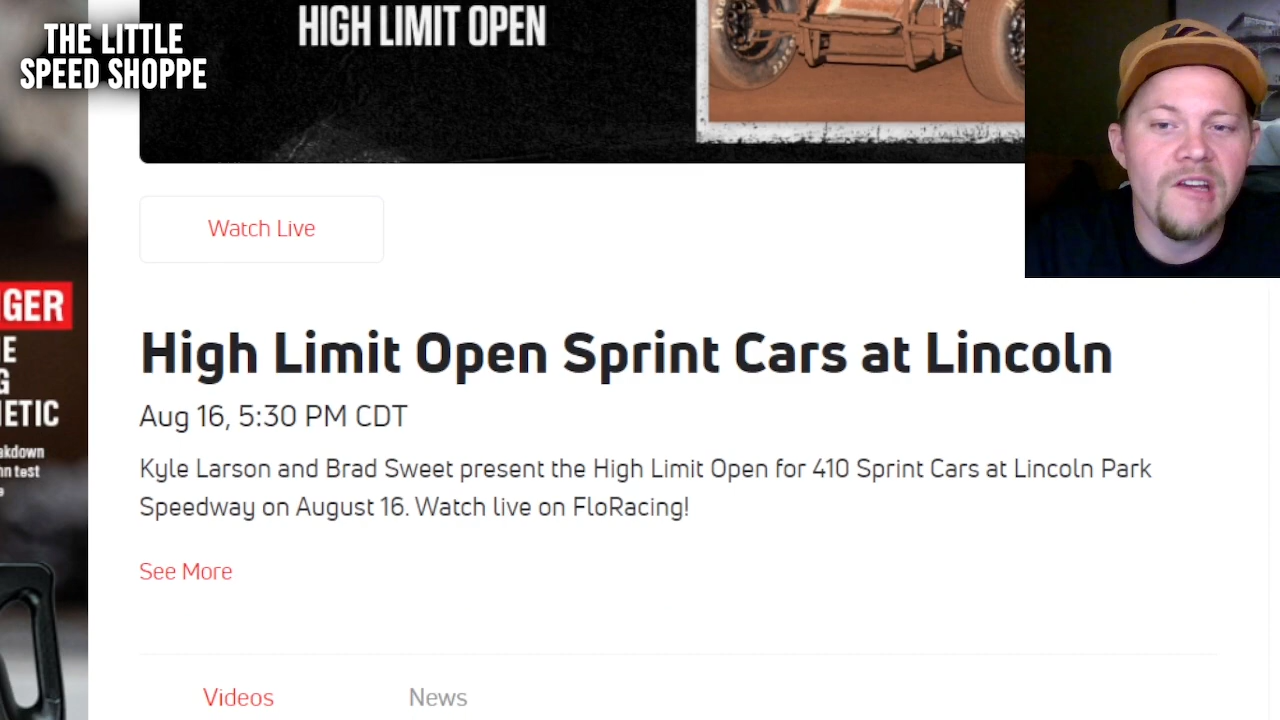 THE LITTLE
SPEED SHOPPE
HIGH LIMIT OPEN
Watch Live
High Limit Open Sprint Cars at Lincoln
Aug 16, 5:30 PM CDT
Kyle Larson and Brad Sweet present the High Limit Open for 410 Sprint Cars at Lincoln Park
Speedway on August 16. Watch live on FloRacing!
See More
Videos
News